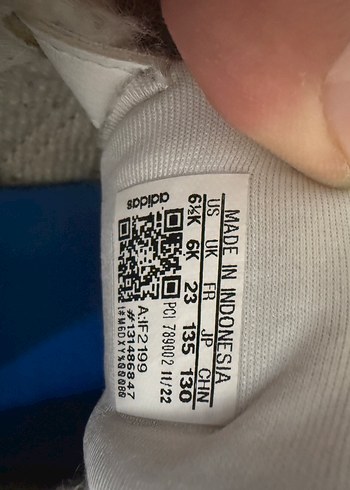 MADE IN INDONESIA
US UK FR JP CHN
6½K 6K 23 135 130
PCI 789002 11/22
adidas
A:IF2199
#131486847